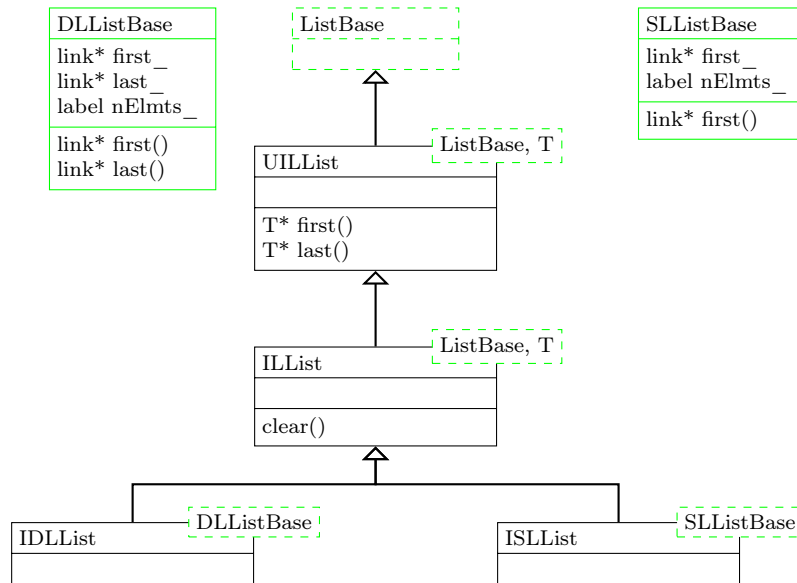 DLListBase
link* first_
link* last_
label nElmts_
link* first()
link* last()
ListBase
SLListBase
link* first_
label nElmts_
link* first()
ListBase, T
UILList
T* first()
T* last()
ListBase, T
ILList
clear()
DLListBase
IDLList
SLListBase
ISLList